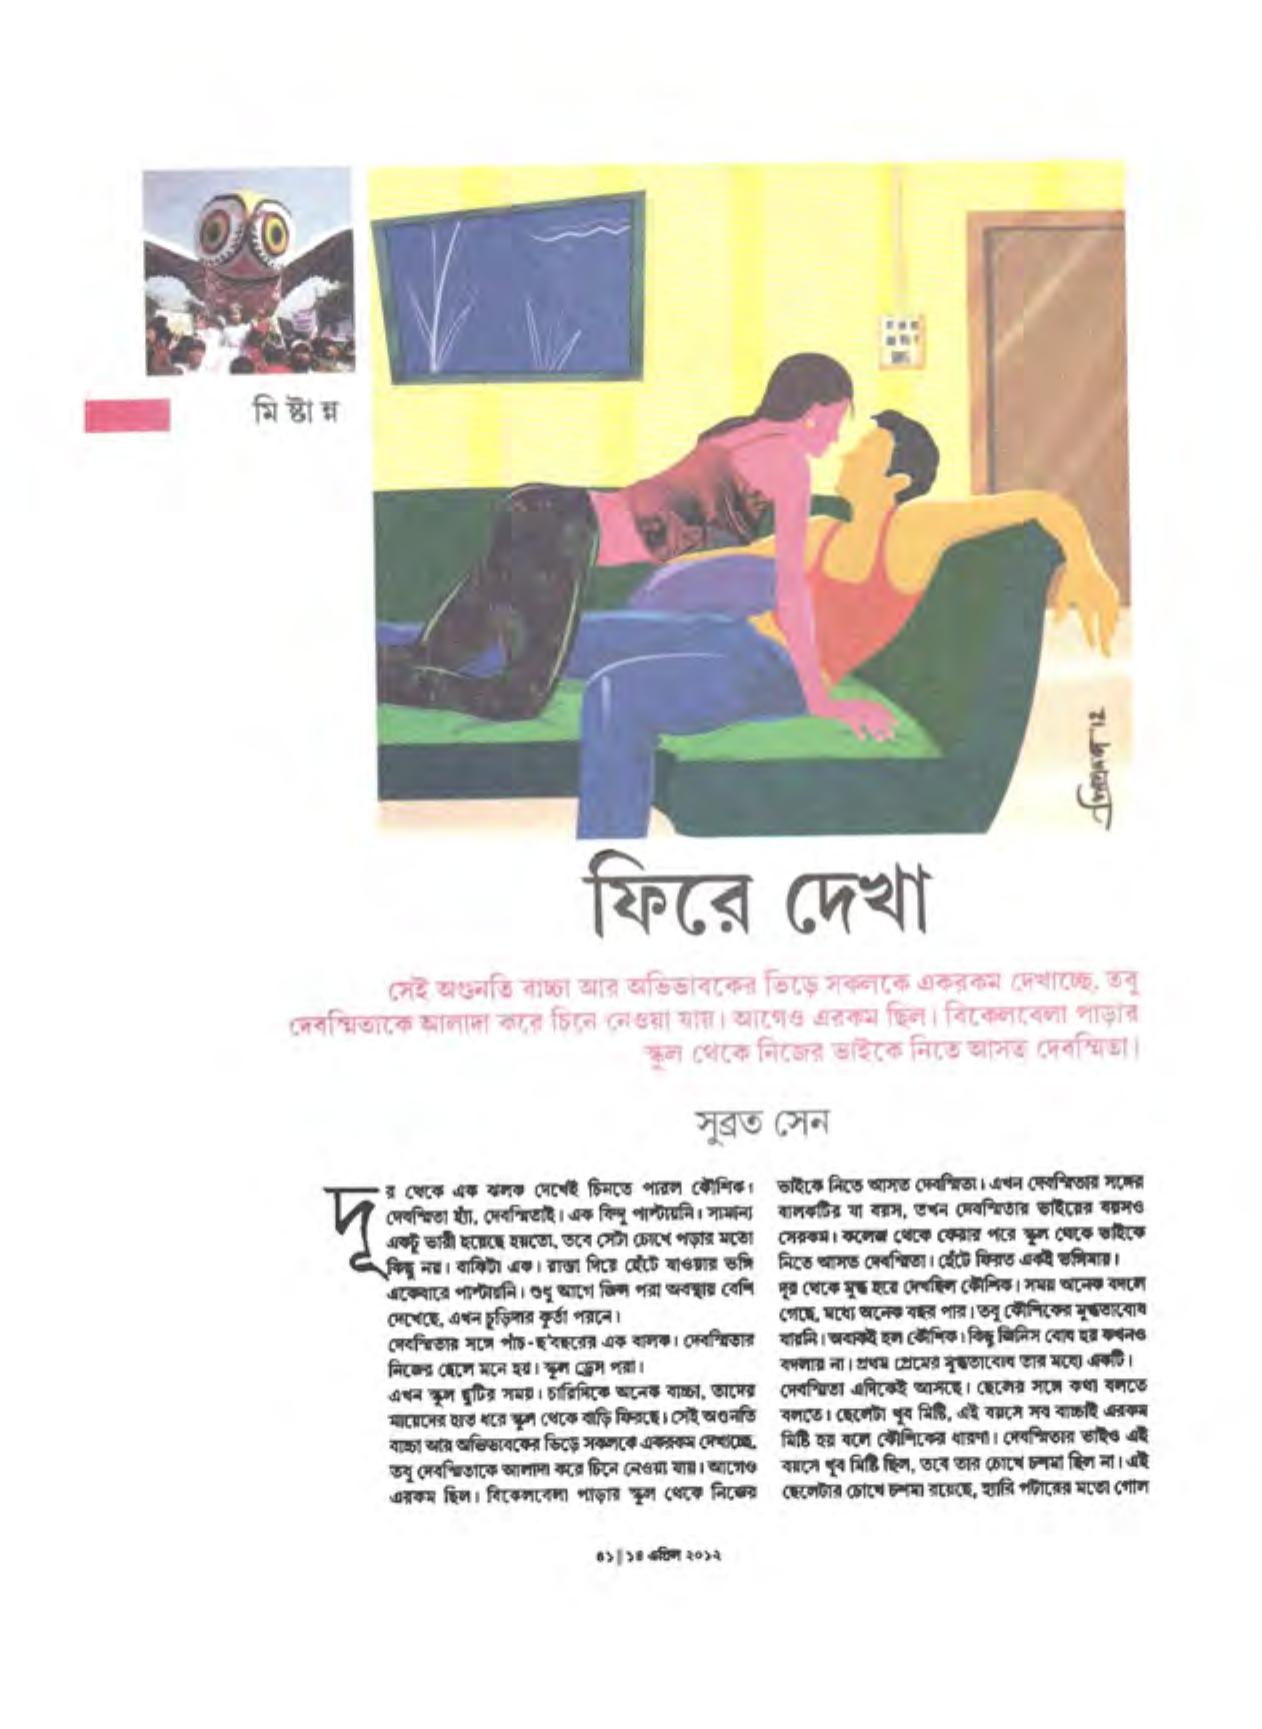 মিষ্টান্ন
ফিরে দেখা
সেই অগুনতি বাচ্চা আর অভিভাবকের ভিড়ে সকলকে একরকম দেখাচ্ছে, তবু
দেবস্মিতাকে আলাদা করে চিনে নেওয়া যায়। আগেও এরকম ছিল। বিকেলবেলা পাড়ার
স্কুল থেকে নিজের ভাইকে নিতে আসত দেবস্মিতা।
সুব্রত সেন
দূর থেকে এক ঝলক দেখেই চিনতে পারল কৌশিক।
দেবস্মিতা হ্যাঁ, দেবস্মিতাই। এক বিন্দু পাল্টায়নি। সামান্য
একটু ভারী হয়েছে হয়তো, তবে সেটা চোখে পড়ার মতো
কিছু নয়। বাকিটা এক। রাস্তা দিয়ে হেঁটে যাওয়ার ভঙ্গি
একেবারে পাল্টায়নি। শুধু আগে জিন্স পরা অবস্থায় বেশি
দেখেছে, এখন চুড়িদার কুর্তা পরনে।
দেবস্মিতার সঙ্গে পাঁচ-ছ'বছরের এক বালক। দেবস্মিতার
নিজের ছেলে মনে হয়। স্কুল ড্রেস পরা।
এখন স্কুল ছুটির সময়। চারিদিকে অনেক বাচ্চা, তাদের
মায়েদের হাত ধরে স্কুল থেকে বাড়ি ফিরছে। সেই অগুনতি
বাচ্চা আর অভিভাবকের ভিড়ে সকলকে একরকম দেখাচ্ছে,
তবু দেবস্মিতাকে আলাদা করে চিনে নেওয়া যায়। আগেও
এরকম ছিল। বিকেলবেলা পাড়ার স্কুল থেকে নিজের
ভাইকে নিতে আসত দেবস্মিতা। এখন দেবস্মিতার সঙ্গের
বালকটির যা বয়স, তখন দেবস্মিতার ভাইয়ের বয়সও
সেরকম। কলেজ থেকে ফেরার পরে স্কুল থেকে ভাইকে
নিতে আসত দেবস্মিতা। হেঁটে ফিরত একই ভঙ্গিমায়।
দূর থেকে মুগ্ধ হয়ে দেখছিল কৌশিক। সময় অনেক বদলে
গেছে, মধ্যে অনেক বছর পার। তবু কৌশিকের মুগ্ধতাবোধ
যায়নি। অবাকই হল কৌশিক। কিছু জিনিস বোধ হয় কখনও
বদলায় না। প্রথম প্রেমের মুগ্ধতাবোধ তার মধ্যে একটি।
দেবস্মিতা এদিকেই আসছে। ছেলের সঙ্গে কথা বলতে
বলতে। ছেলেটা খুব মিষ্টি, এই বয়সে সব বাচ্চাই এরকম
মিষ্টি হয় বলে কৌশিকের ধারণা। দেবস্মিতার ভাইও এই
বয়সে খুব মিষ্টি ছিল, তবে তার চোখে চশমা ছিল না। এই
ছেলেটার চোখে চশমা রয়েছে, হ্যারি পটারের মতো গোল
৪১ || ১৪ এপ্রিল ২০১২